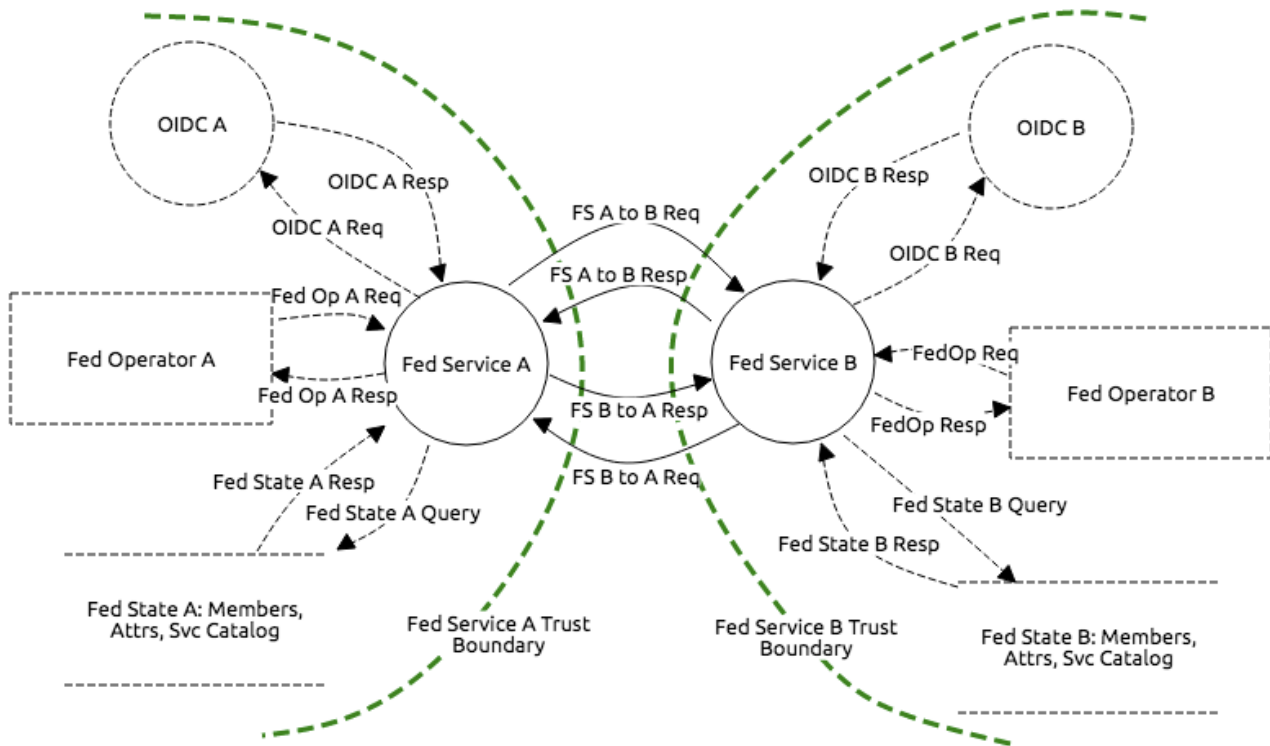 OIDC A
OIDC B
OIDC A Resp
OIDC B Resp
FS A to B Req
OIDC A Req
OIDC B Req
FS A to B Resp
Fed Op A Req
Fed Operator A
Fed Service A
Fed Service B
FedOp Req
Fed Operator B
Fed Op A Resp
FS B to A Resp
FedOp Resp
FS B to A Req
Fed State A Resp
Fed State A Query
Fed State B Query
Fed State B Resp
Fed State A: Members,
Attrs, Svc Catalog
Fed Service A Trust
Boundary
Fed Service B Trust
Boundary
Fed State B: Members,
Attrs, Svc Catalog